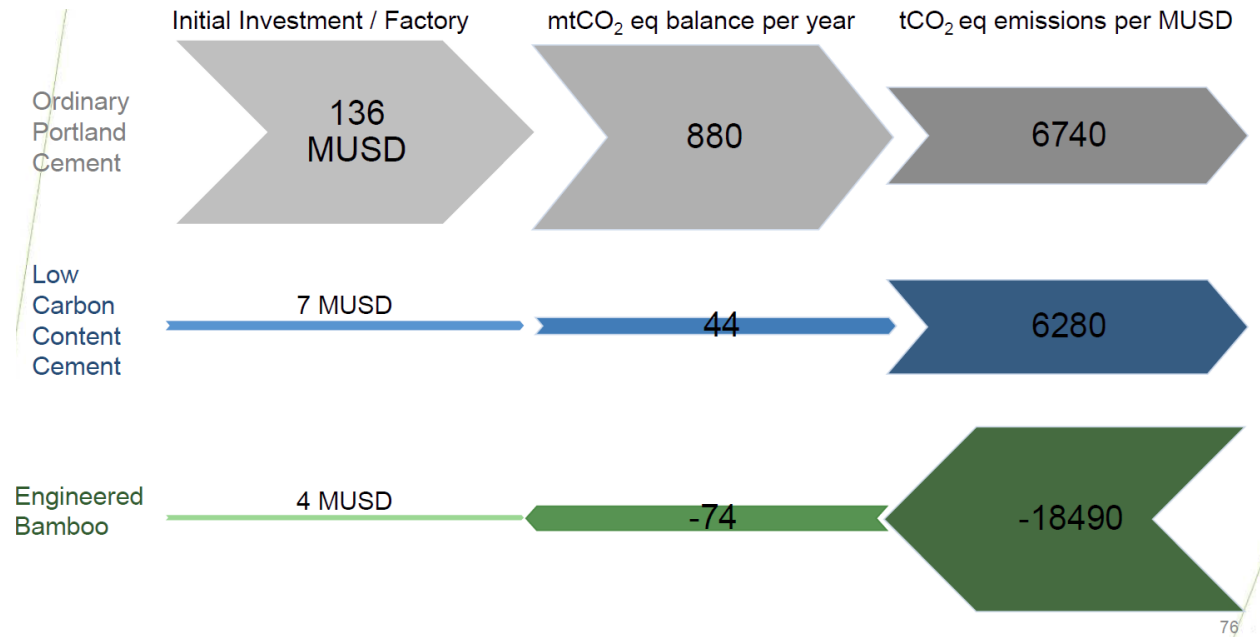 Initial Investment / Factory
mtCO₂ eq balance per year
tCO₂ eq emissions per MUSD
Ordinary
Portland
Cement
136
MUSD
880
6740
Low
Carbon
Content
Cement
7 MUSD
44
6280
Engineered
Bamboo
4 MUSD
-74
-18490
76